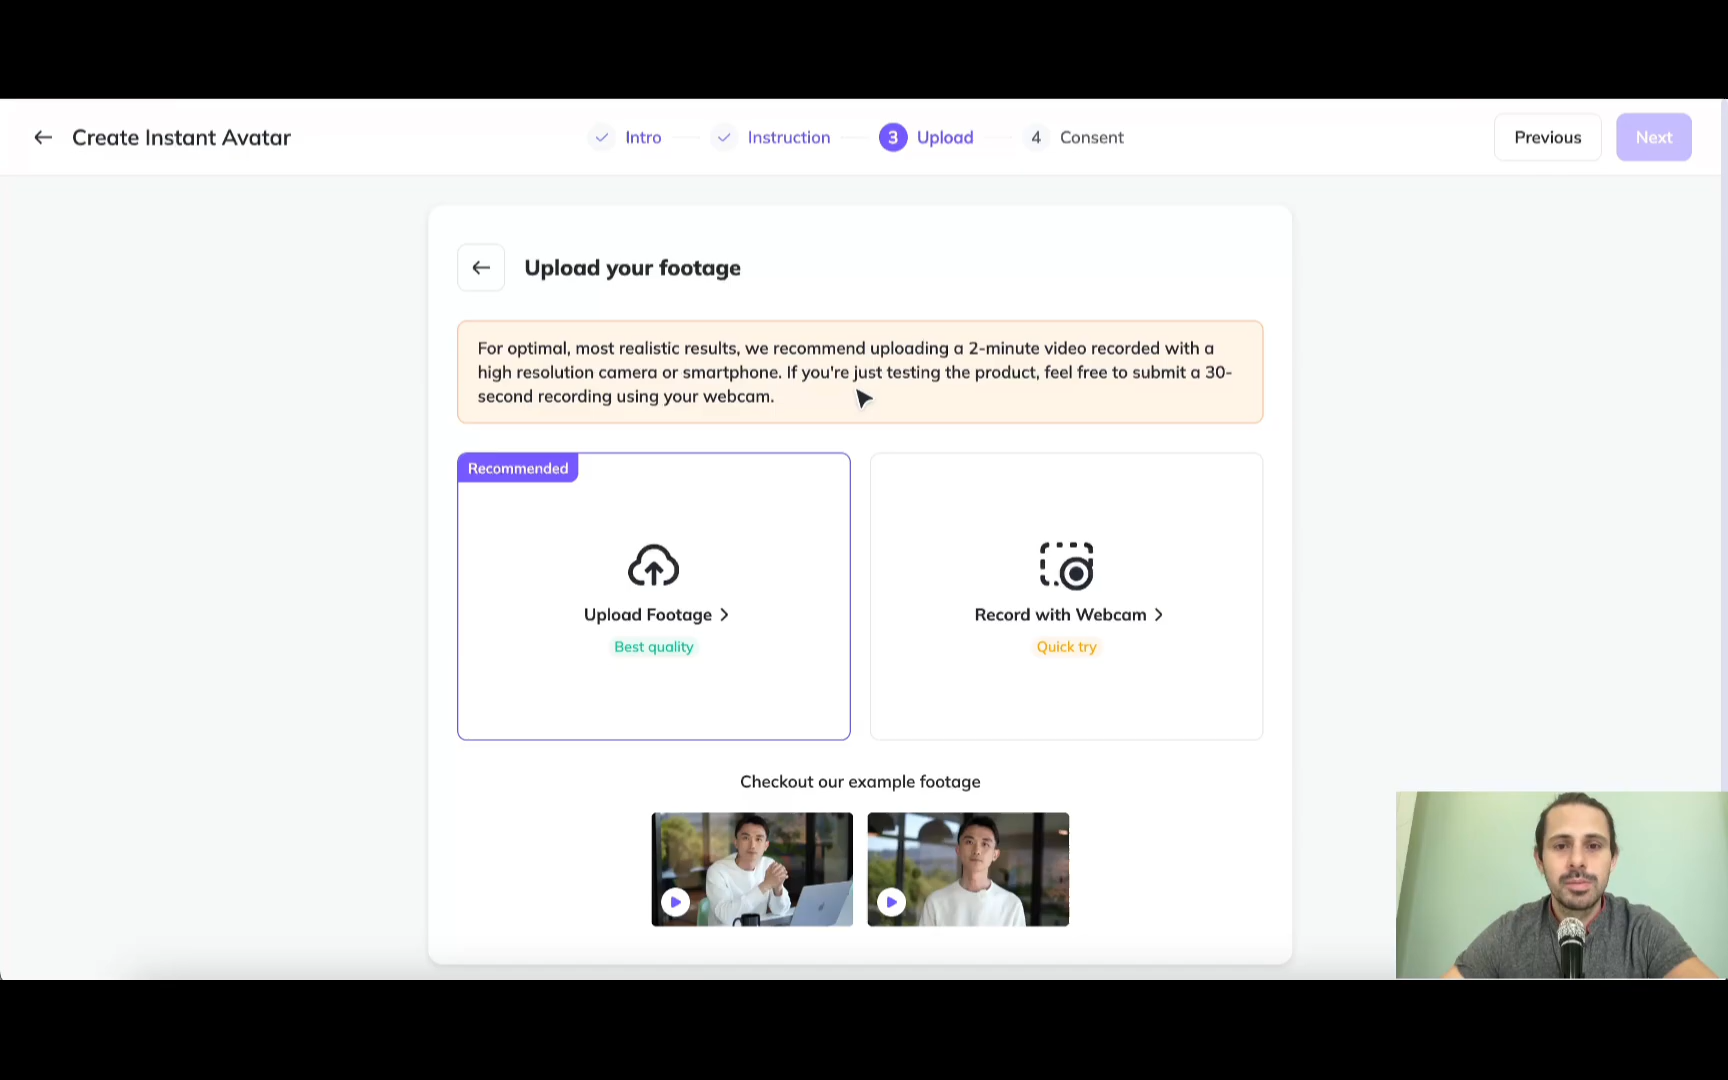 Create Instant Avatar
Intro
Instruction
3 Upload
4 Consent
Previous
Next
Upload your footage
For optimal, most realistic results, we recommend uploading a 2-minute video recorded with a
high resolution camera or smartphone. If you're just testing the product, feel free to submit a 30-
second recording using your webcam.
Recommended
Upload Footage
Best quality
Record with Webcam
Quick try
Checkout our example footage